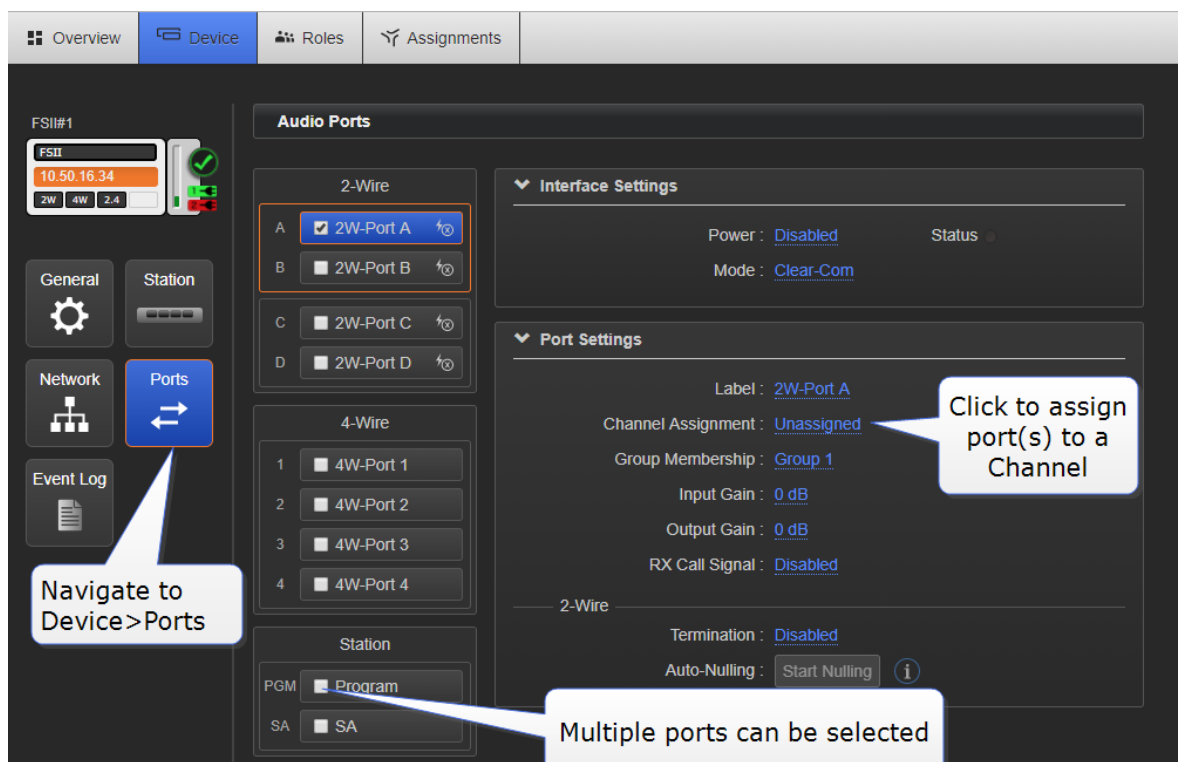 Overview
Device
Roles
Assignments
FSII#1
FSII
10.50.16.34
2W 4W 2.4
General
Station
Network
Ports
Event Log
Navigate to
Device>Ports
Audio Ports
2-Wire
A 2W-Port A
B 2W-Port B
C 2W-Port C
D 2W-Port D
4-Wire
1 4W-Port 1
2 4W-Port 2
3 4W-Port 3
4 4W-Port 4
Station
PGM Program
SA SA
Interface Settings
Power : Disabled Status
Mode : Clear-Com
Port Settings
Label : 2W-Port A
Channel Assignment : Unassigned
Group Membership : Group 1
Input Gain : 0 dB
Output Gain : 0 dB
RX Call Signal : Disabled
2-Wire
Termination : Disabled
Auto-Nulling : Start Nulling i
Click to assign
port(s) to a
Channel
Multiple ports can be selected